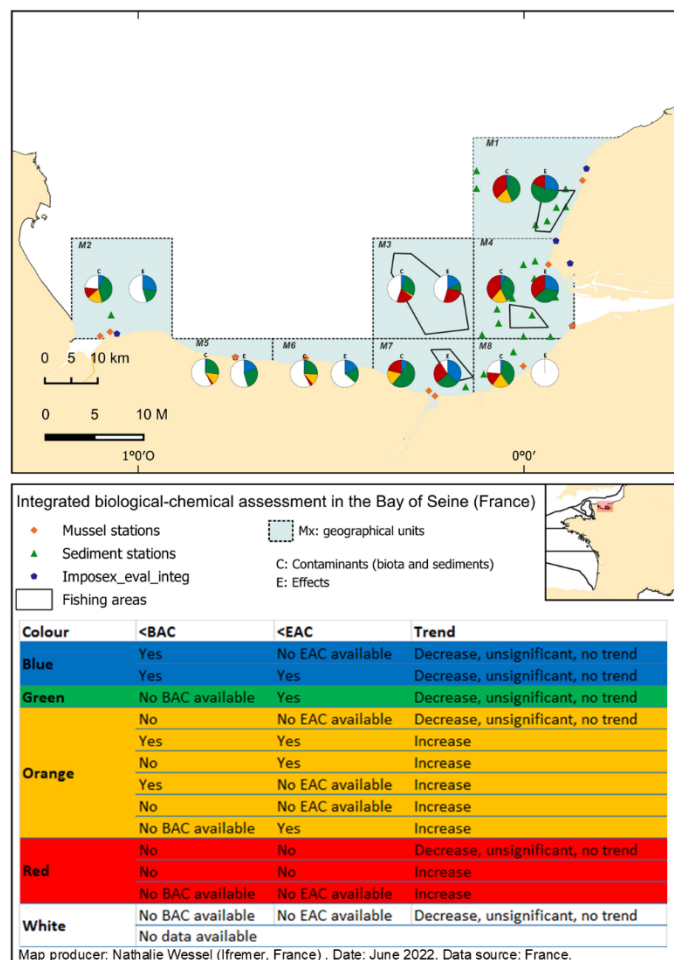 M1
C
E
M2
C
E
M3
C
E
M4
C
E
M5
C
E
M6
C
E
M7
C
E
M8
C
E
0 5 10 km
0 5 10 M
1°0′0
0°0′
Integrated biological-chemical assessment in the Bay of Seine (France)
Mussel stations
Sediment stations
Imposex_eval_integ
Fishing areas
Mx: geographical units
C: Contaminants (biota and sediments)
E: Effects
Colour <BAC <EAC Trend
Blue
Yes No EAC available Decrease, unsignificant, no trend
Yes Yes Decrease, unsignificant, no trend
Green No BAC available Yes Decrease, unsignificant, no trend
Orange
No No EAC available Decrease, unsignificant, no trend
Yes Yes Increase
No Yes Increase
Yes No EAC available Increase
No No EAC available Increase
No BAC available Yes Increase
Red
No No Decrease, unsignificant, no trend
No No Increase
No BAC available No EAC available Increase
White
No BAC available No EAC available Decrease, unsignificant, no trend
No data available
Map producer: Nathalie Wessel (Ifremer, France) . Date: June 2022. Data source: France.